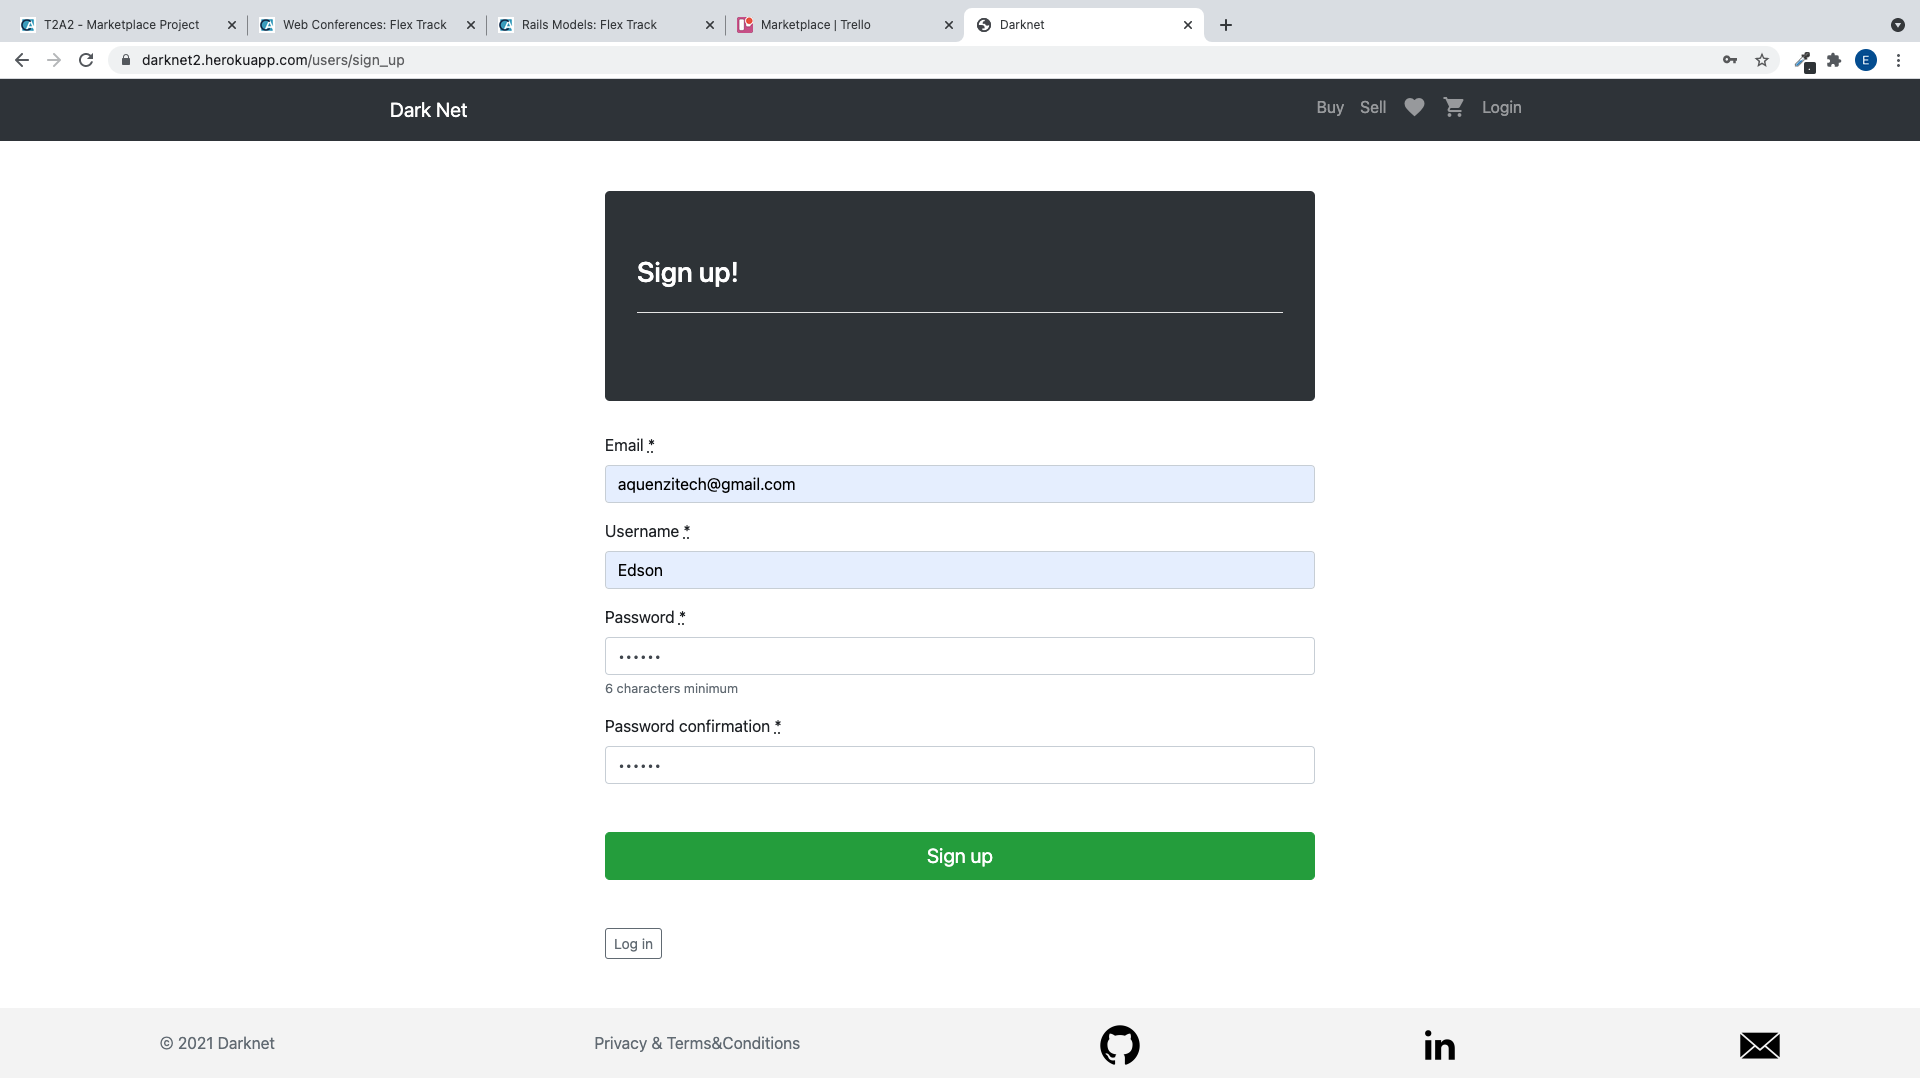 T2A2 - Marketplace Project
Web Conferences: Flex Track
Rails Models: Flex Track
Marketplace | Trello
Darknet
darknet2.herokuapp.com/users/sign_up
E
Dark Net
Buy
Sell
Login
Sign up!
Email *
aquenzitech@gmail.com
Username *
Edson
Password *
••••••
6 characters minimum
Password confirmation *
••••••
Sign up
Log in
© 2021 Darknet
Privacy & Terms&Conditions
in